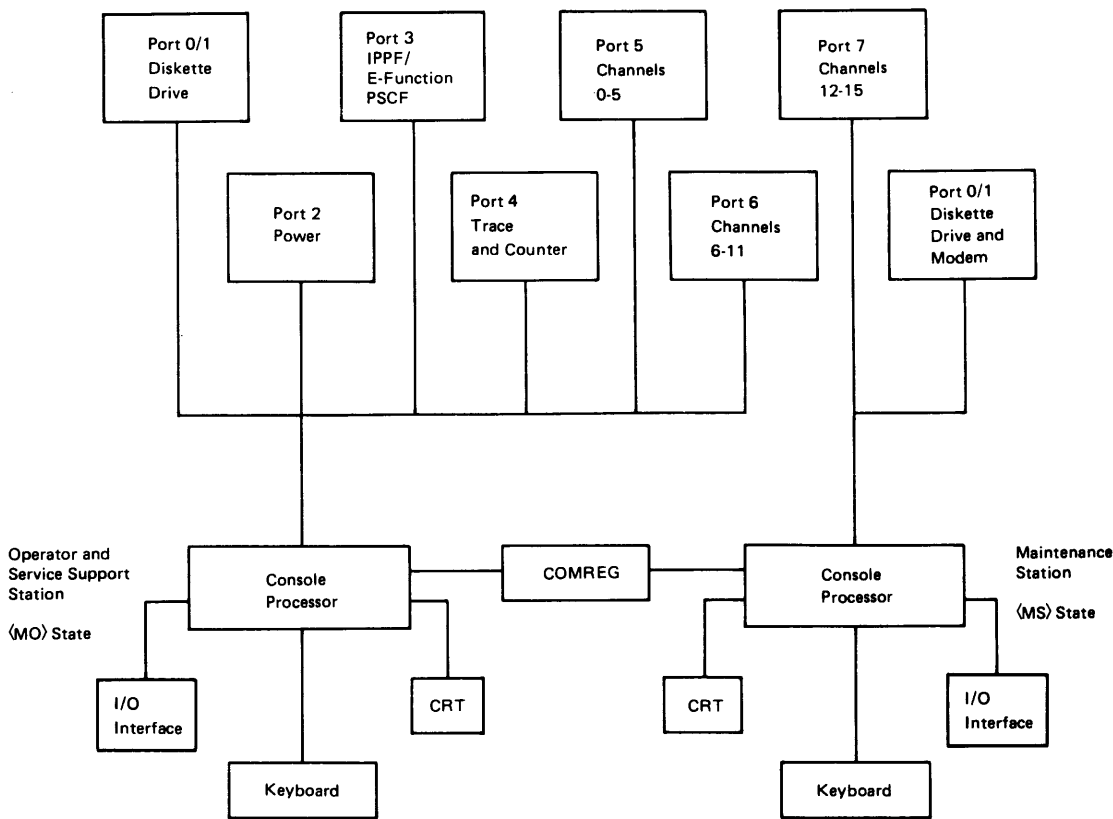 Port 0/1
Diskette
Drive
Port 3
IPPF/
E-Function
PSCF
Port 5
Channels
0-5
Port 7
Channels
12-15
Port 2
Power
Port 4
Trace
and Counter
Port 6
Channels
6-11
Port 0/1
Diskette
Drive and
Modem
Operator and
Service Support
Station
⟨MO⟩ State
Console
Processor
COMREG
Console
Processor
Maintenance
Station
⟨MS⟩ State
I/O
Interface
CRT
CRT
I/O
Interface
Keyboard
Keyboard